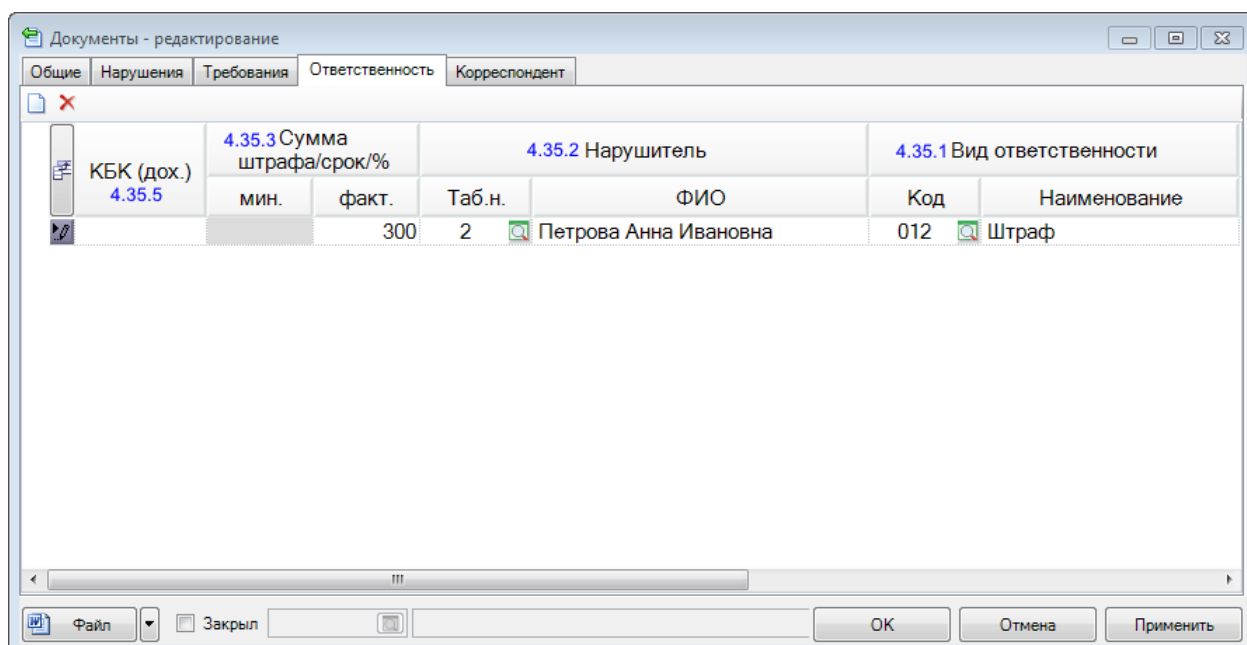 Документы - редактирование
Общие Нарушения Требования Ответственность Корреспондент
КБК (дох.)
4.35.5
4.35.3 Сумма
штрафа/срок/%
4.35.2 Нарушитель
4.35.1 Вид ответственности
мин. факт. Таб.н. ФИО Код Наименование
300 2 Петрова Анна Ивановна 012 Штраф
Файл Закрыл ОК Отмена Применить